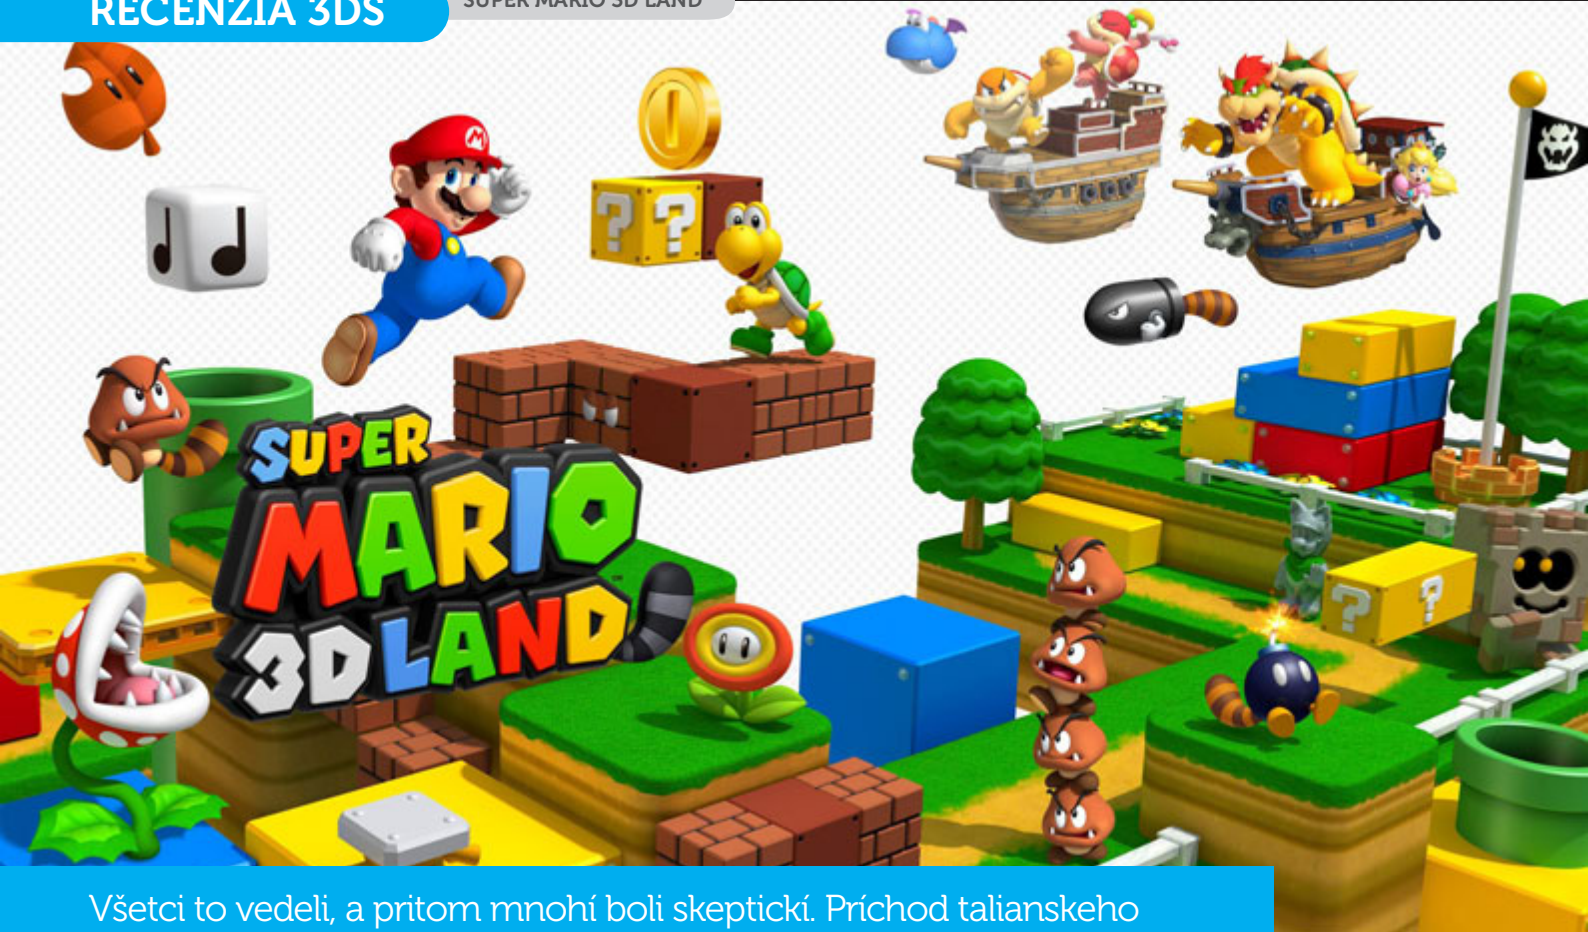 RECENZIA 3DS
SUPER MARIO 3D LAND
SUPER
MARIO
3D LAND
Všetci to vedeli, a pritom mnohí boli skeptickí. Príchod talianskeho